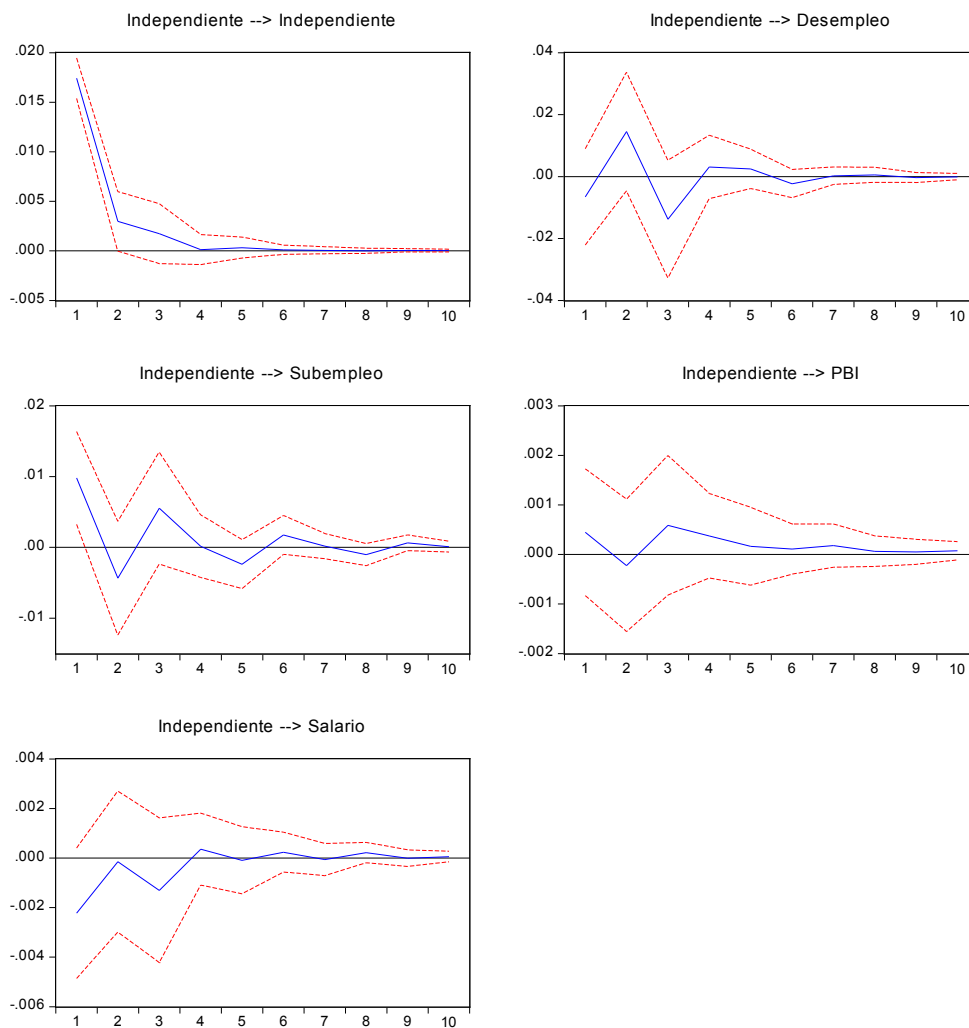 Independiente --> Independiente
.020
.015
.010
.005
.000
-.005
1 2 3 4 5 6 7 8 9 10
Independiente --> Desempleo
.04
.02
.00
-.02
-.04
1 2 3 4 5 6 7 8 9 10
Independiente --> Subempleo
.02
.01
.00
-.01
1 2 3 4 5 6 7 8 9 10
Independiente --> PBI
.003
.002
.001
.000
-.001
-.002
1 2 3 4 5 6 7 8 9 10
Independiente --> Salario
.004
.002
.000
-.002
-.004
-.006
1 2 3 4 5 6 7 8 9 10